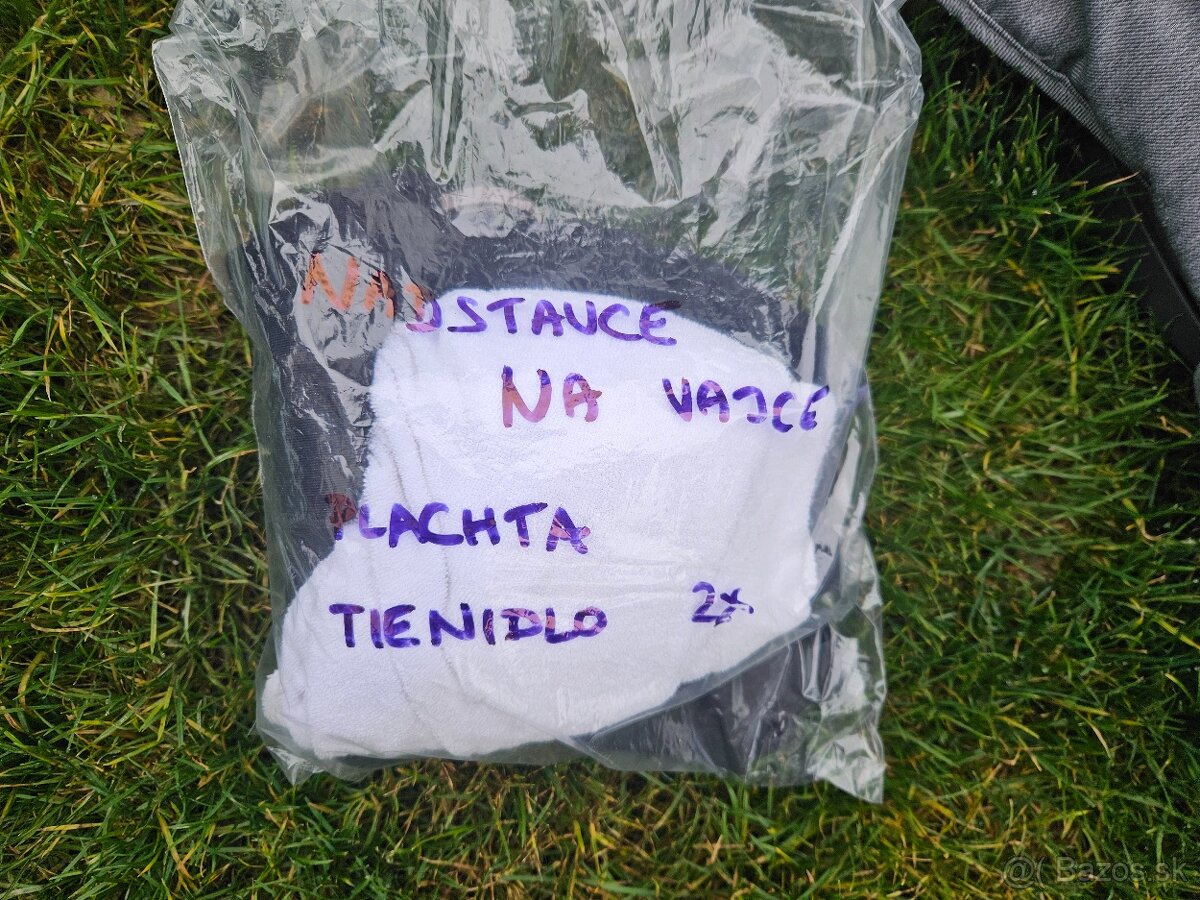 NADSTAVCE
NA VAJCE
PLACHTA
TIENIDLO 2x
@( Bazos.sk